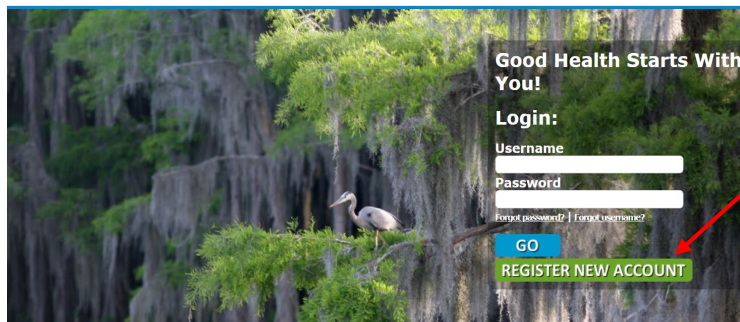 Good Health Starts With
You!
Login:
Username
Password
Forgot password? | Forgot username?
GO
REGISTER NEW ACCOUNT